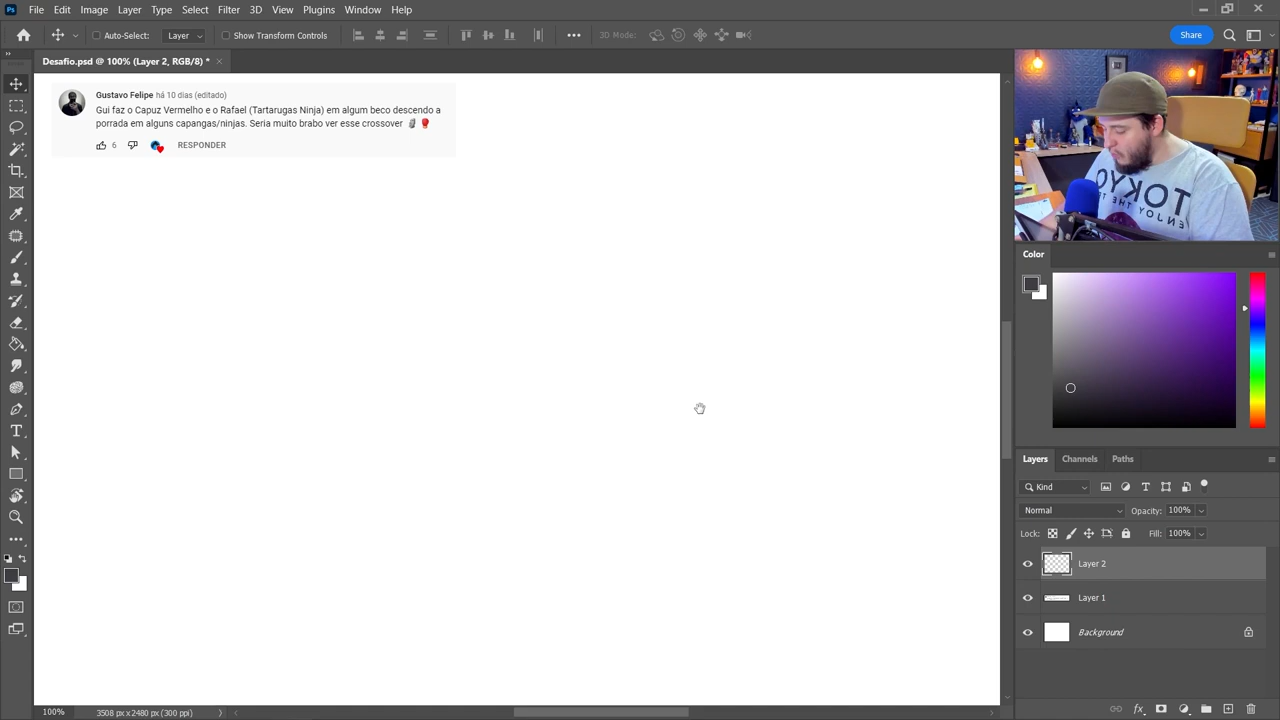 Ps File Edit Image Layer Type Select Filter 3D View Plugins Window Help
Auto-Select: Layer Show Transform Controls 3D Mode: Share
Desafio.psd @ 100% (Layer 2, RGB/8) *
Gustavo Felipe há 10 dias (editado)
Gui faz o Capuz Vermelho e o Rafael (Tartarugas Ninja) em algum beco descendo a
porrada em alguns capangas/ninjas. Seria muito brabo ver esse crossover
6 RESPONDER
TOKYO
ENJOY THE
Color
Layers Channels Paths
Kind
Normal Opacity: 100%
Lock: Fill: 100%
Layer 2
Layer 1
Background
100% 3508 px x 2480 px (300 ppi)